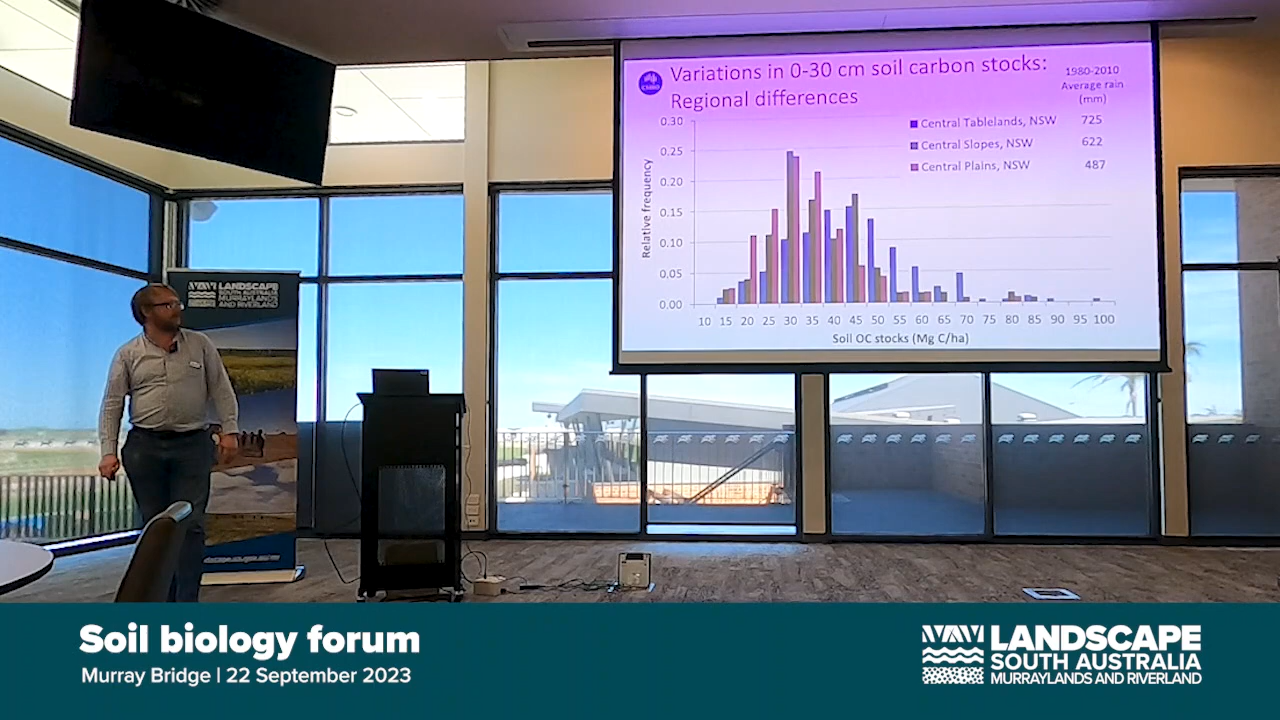 Variations in 0-30 cm soil carbon stocks:
Regional differences
1980-2010
Average rain
(mm)
CSIRO
Central Tablelands, NSW 725
Central Slopes, NSW 622
Central Plains, NSW 487
Relative frequency
0.30
0.25
0.20
0.15
0.10
0.05
0.00
10 15 20 25 30 35 40 45 50 55 60 65 70 75 80 85 90 95 100
Soil OC stocks (Mg C/ha)
LANDSCAPE
SOUTH AUSTRALIA
MURRAYLANDS
AND RIVERLAND
Soil biology forum
Murray Bridge | 22 September 2023
LANDSCAPE
SOUTH AUSTRALIA
MURRAYLANDS AND RIVERLAND